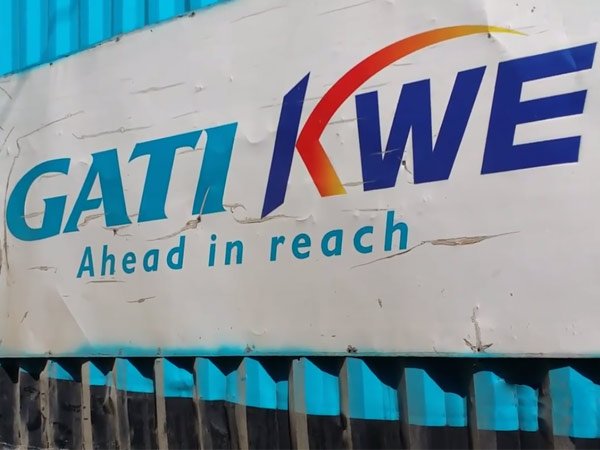 GATI KWE
Ahead in reach